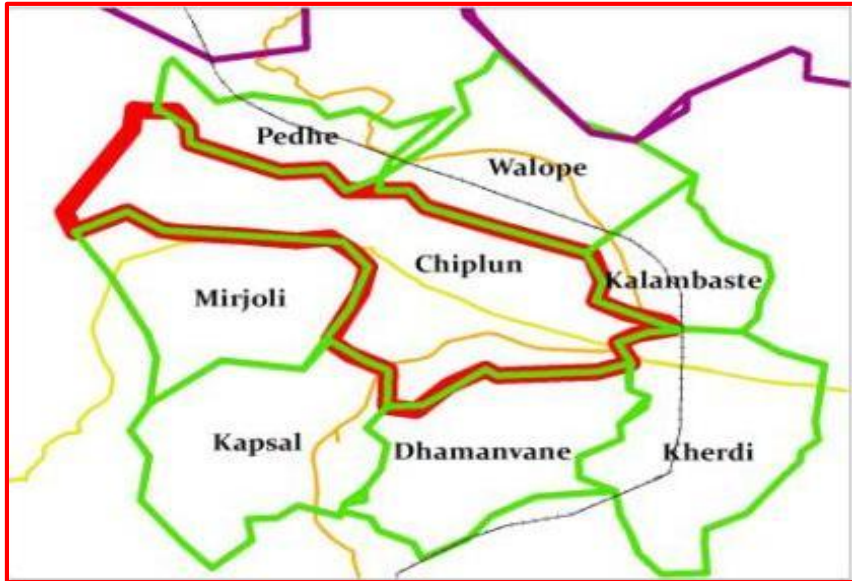 Pedhe
Walope
Chiplun
Kalambaste
Mirjoli
Kapsal
Dhamanvane
Kherdi